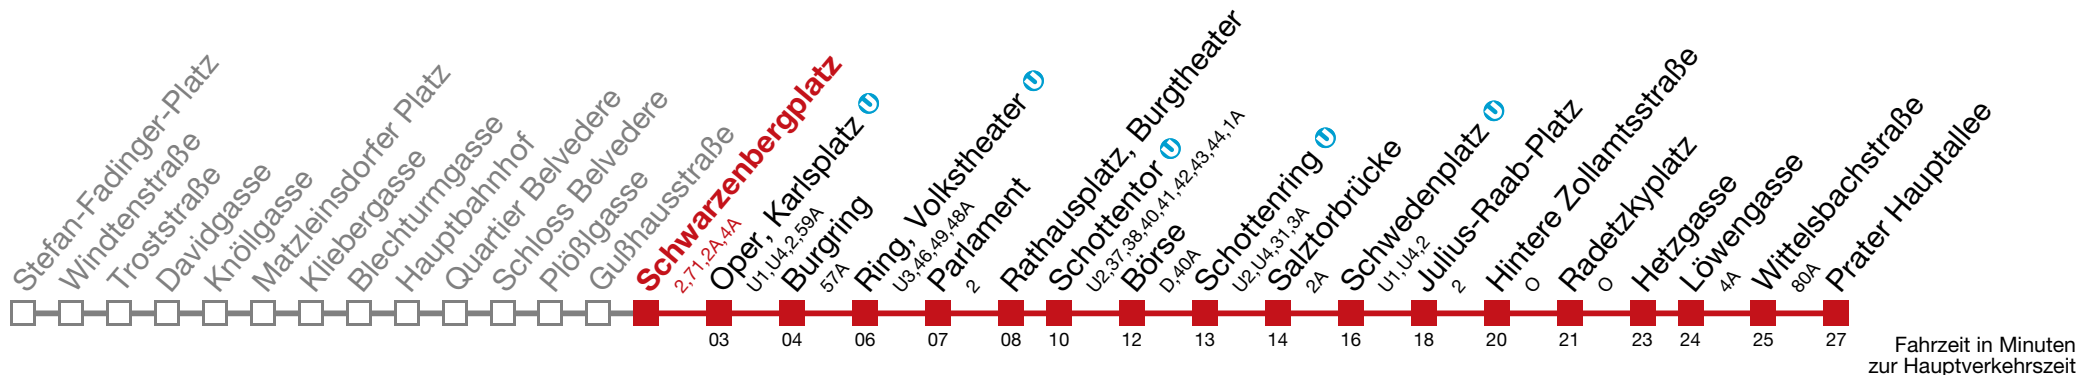 Stefan-Fadinger-Platz
Windtenstraße
Troststraße
Davidgasse
Knöllgasse
Matzleinsdorfer Platz
Kliebergasse
Blechturmgasse
Hauptbahnhof
Quartier Belvedere
Schloss Belvedere
Plößlgasse
Gußhausstraße
Schwarzenbergplatz
2,71,2A,4A
Oper, Karlsplatz U
U1,U4,2,59A
Burgring
57A
Ring, Volkstheater U
U3,46,49,48A
Parlament
2
Rathausplatz, Burgtheater
Schottentor U
U2,37,38,40,41,42,43,44,1A
Börse
D,40A
Schottenring U
U2,U4,31,3A
Salztorbrücke
2A
Schwedenplatz U
U1,U4,2
Julius-Raab-Platz
2
Hintere Zollamtsstraße
O
Radetzkyplatz
O
Hetzgasse
Löwengasse
4A
Wittelsbachstraße
80A
Prater Hauptallee
03 04 06 07 08 10 12 13 14 16 18 20 21 23 24 25 27
Fahrzeit in Minuten
zur Hauptverkehrszeit